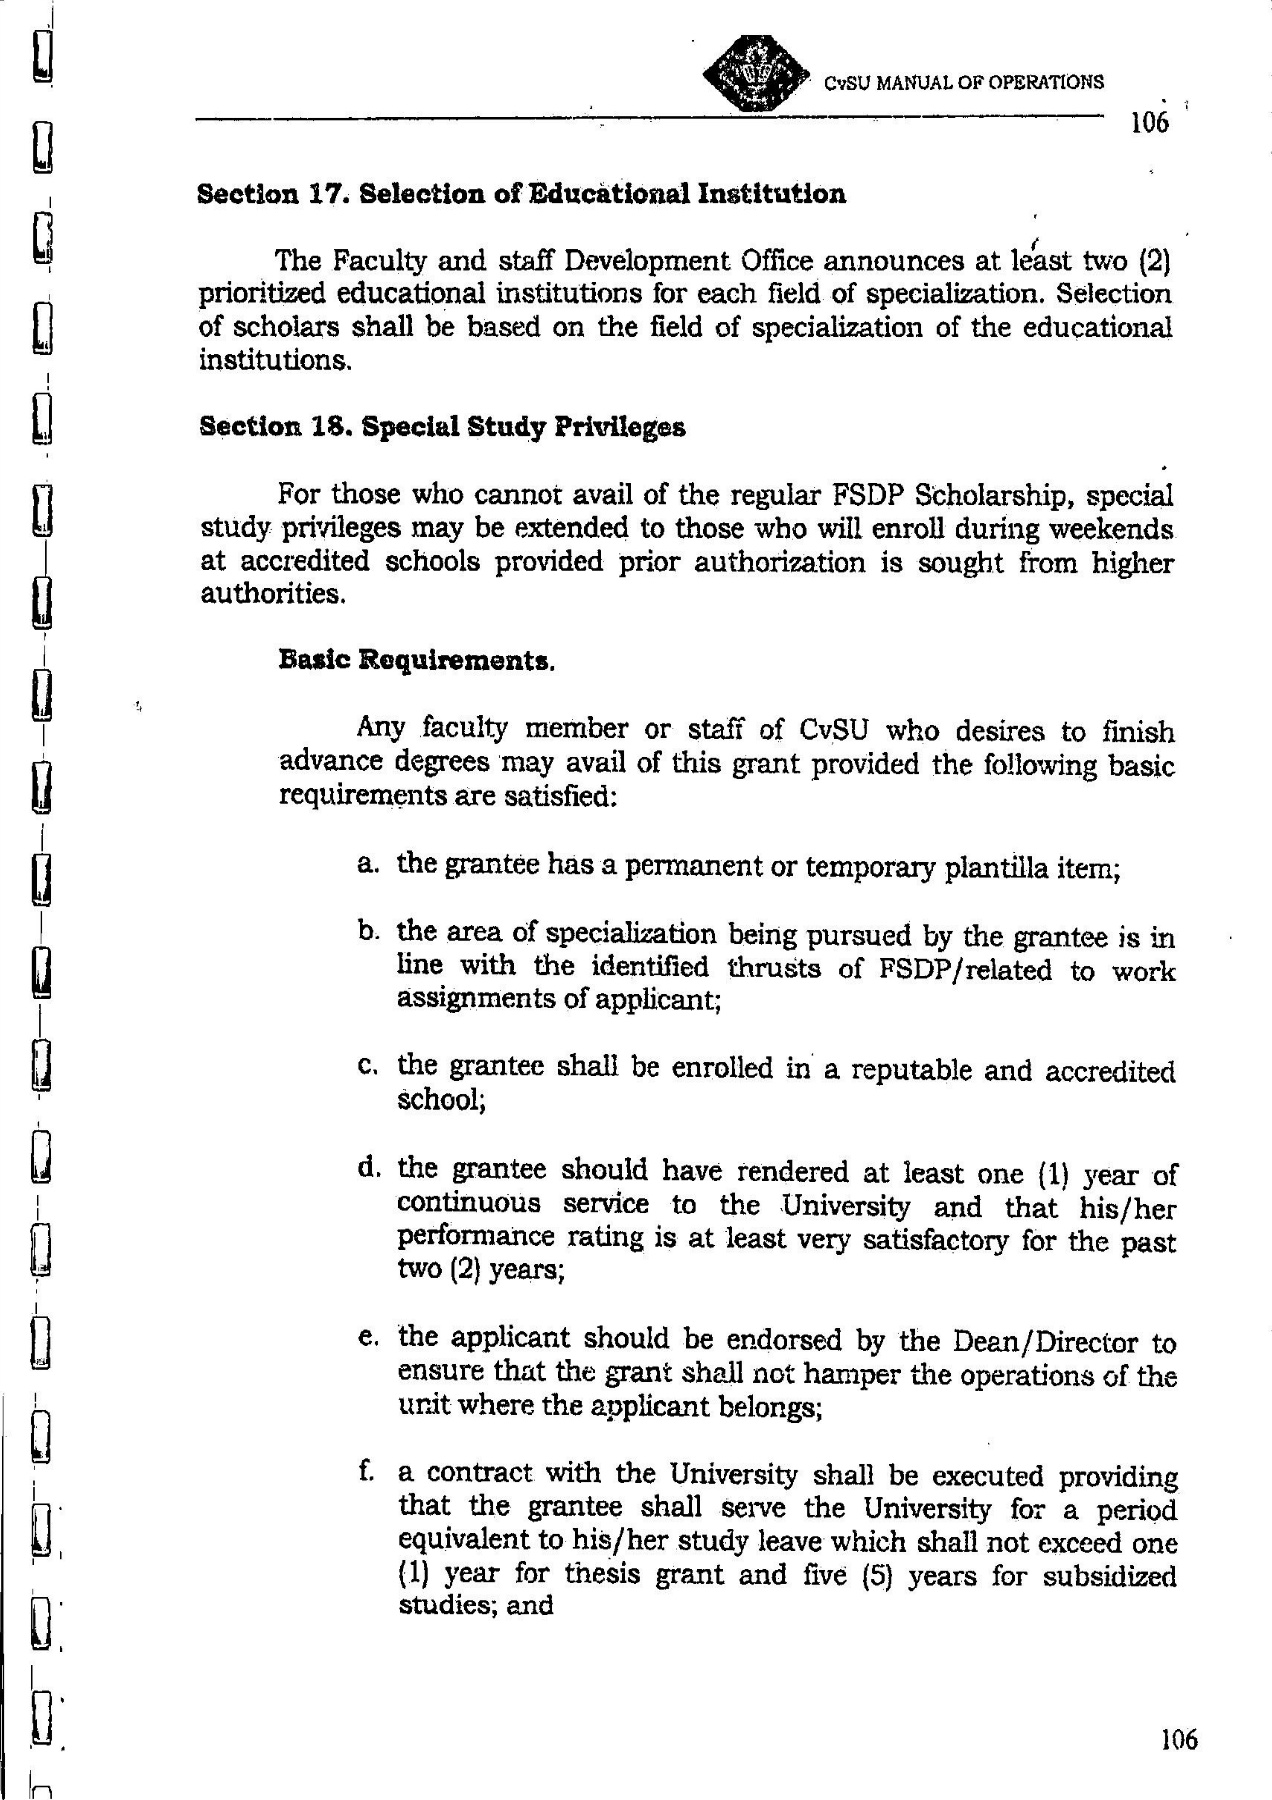 CvSU MANUAL OF OPERATIONS
106
Section 17. Selection of Educational Institution
The Faculty and staff Development Office announces at least two (2)
prioritized educational institutions for each field of specialization. Selection
of scholars shall be based on the field of specialization of the educational
institutions.
Section 18. Special Study Privileges
For those who cannot avail of the regular FSDP Scholarship, special
study privileges may be extended to those who will enroll during weekends
at accredited schools provided prior authorization is sought from higher
authorities.
Basic Requirements.
Any faculty member or staff of CvSU who desires to finish
advance degrees may avail of this grant provided the following basic
requirements are satisfied:
a. the grantee has a permanent or temporary plantilla item;
b. the area of specialization being pursued by the grantee is in
line with the identified thrusts of FSDP/related to work
assignments of applicant;
c. the grantee shall be enrolled in a reputable and accredited
school;
d. the grantee should have rendered at least one (1) year of
continuous service to the University and that his/her
performance rating is at least very satisfactory for the past
two (2) years;
e. the applicant should be endorsed by the Dean/Director to
ensure that the grant shall not hamper the operations of the
unit where the applicant belongs;
f. a contract with the University shall be executed providing
that the grantee shall serve the University for a period
equivalent to his/her study leave which shall not exceed one
(1) year for thesis grant and five (5) years for subsidized
studies; and
106